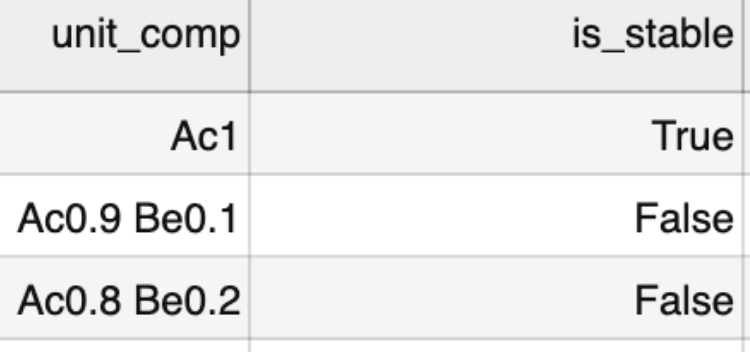 unit_comp is_stable
Ac1 True
Ac0.9 Be0.1 False
Ac0.8 Be0.2 False